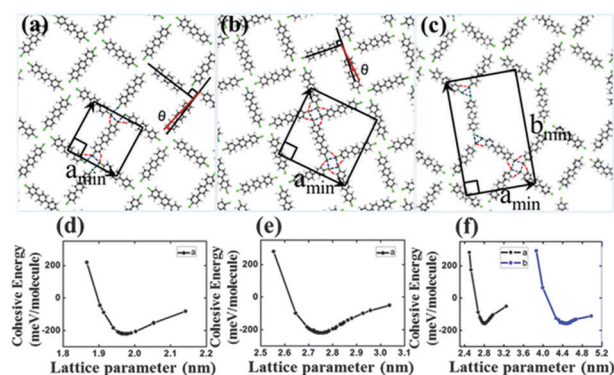 (a)
(b)
(c)
θ
θ
a_min
a_min
b_min
a_min
(d)
(e)
(f)
Cohesive Energy
(meV/molecule)
200
0
-200
a
1.8 1.9 2.0 2.1 2.2
Lattice parameter (nm)
Cohesive Energy
(meV/molecule)
200
0
-200
a
2.5 2.6 2.7 2.8 2.9 3.0 3.1
Lattice parameter (nm)
Cohesive Energy
(meV/molecule)
200
0
-200
a
b
2.4 2.8 3.2 3.6 4.0 4.4 4.8 5.2
Lattice parameter (nm)